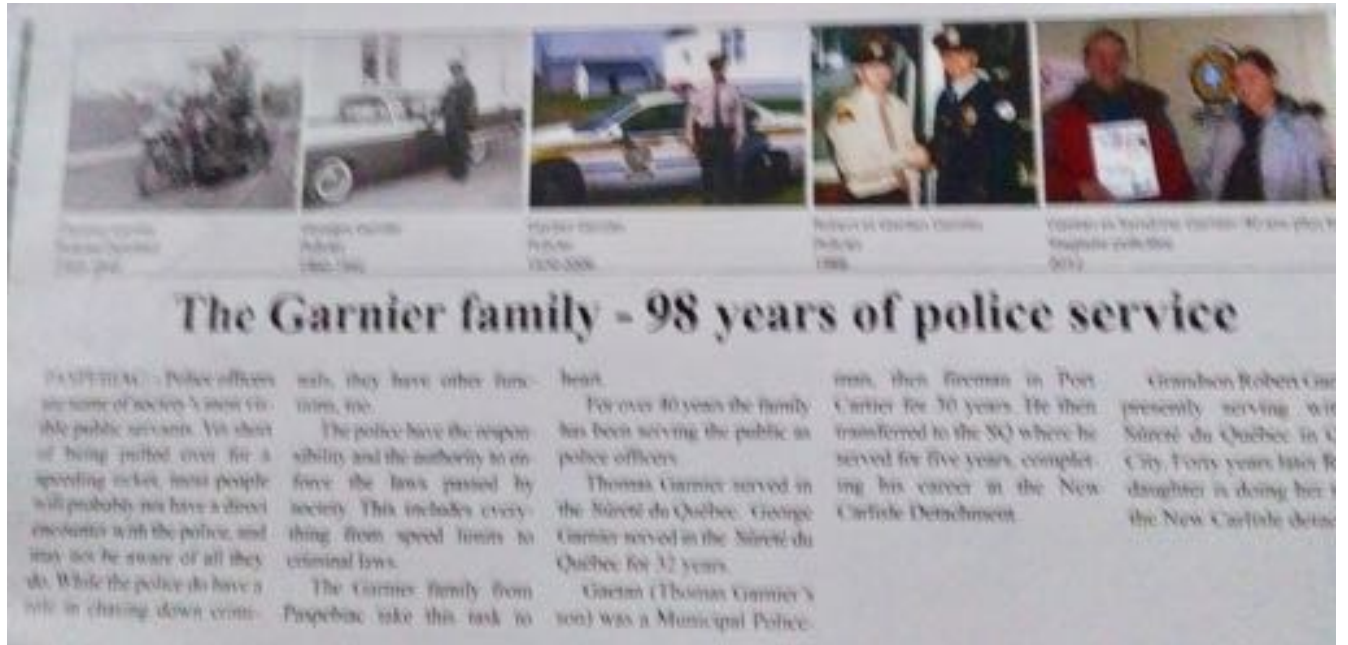 The Garnier family - 98 years of police service
PASPEBIAC - Police officers
are some of society's most vis-
ible public servants. Yet short
of being pulled over for a
speeding ticket, most people
will probably not have a direct
encounter with the police, and
may not be aware of all they
do. While the police do have a
role in chasing down crimi-
nals, they have other func-
tions, too.
The police have the respon-
sibility and the authority to en-
force the laws passed by
society. This includes every-
thing from speed limits to
criminal laws.
The Garnier family from
Paspebiac take this task to
heart.
For over 80 years the family
has been serving the public as
police officers.
Thomas Garnier served in
the Sûreté du Québec. George
Garnier served in the Sûreté du
Québec for 32 years.
Gaetan (Thomas Garnier's
son) was a Municipal Police-
man, then fireman in Port
Cartier for 30 years. He then
transferred to the SQ where he
served for five years, complet-
ing his career in the New
Carlisle Detachment.
Grandson Robert
presently serving
Sûreté du Québec in
City. Forty years later
daughter is doing her
the New Carlisle